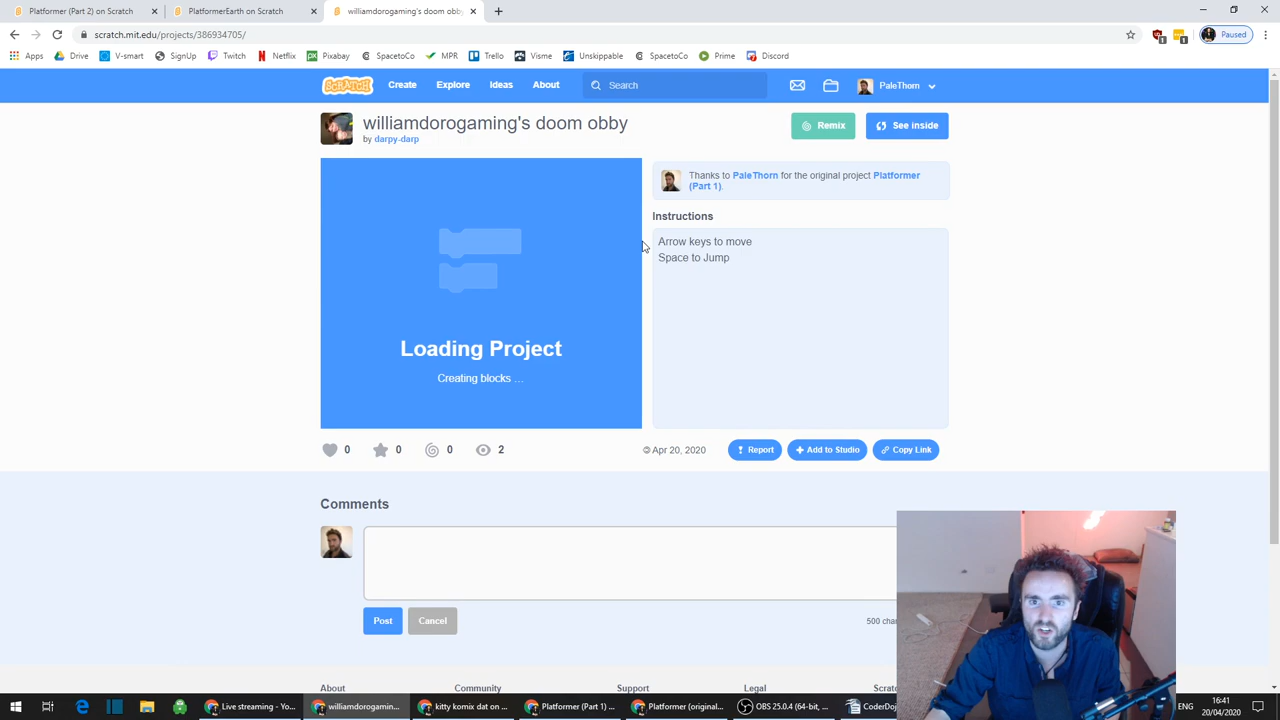 Platformer (Part 2) on Scratch
PlatformerEarth on Scratch
williamdorogaming's doom obby
scratch.mit.edu/projects/386934705/
Paused
Apps
Drive
V-smart
SignUp
Twitch
Netflix
Pixabay
SpacetoCo
MPR
Trello
Visme
Unskippable
SpacetoCo
Prime
Discord
SCRATCH
Create
Explore
Ideas
About
Search
PaleThorn
williamdorogaming's doom obby
by darpy-darp
Remix
See inside
Thanks to PaleThorn for the original project Platformer
(Part 1).
Instructions
Arrow keys to move
Space to Jump
Loading Project
Creating blocks …
0
0
0
2
Apr 20, 2020
Report
Add to Studio
Copy Link
Comments
Post
Cancel
500
About
Community
Support
Legal
Live streaming - Yo...
williamdorogamin...
kitty komix dat on ...
Platformer (Part 1) ...
Platformer (original...
OBS 25.0.4 (64-bit, ...
CodeDoj
ENG
16:41
20/04/2020